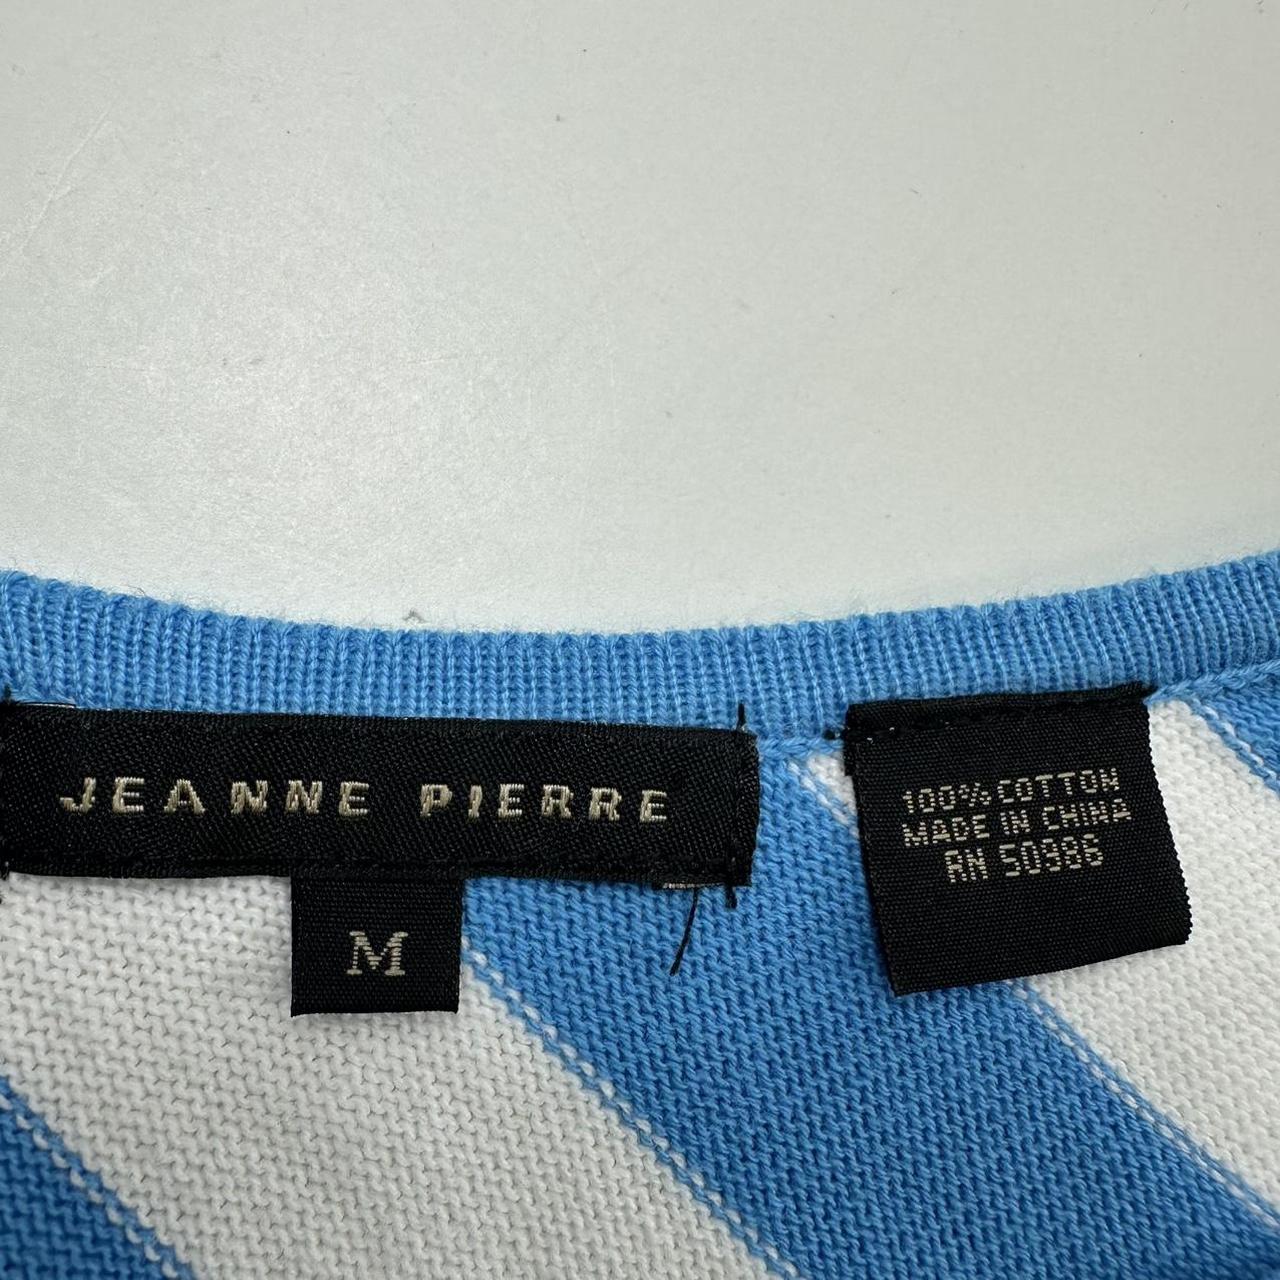 JEANNE PIERRE
M
100% COTTON
MADE IN CHINA
RN 50986